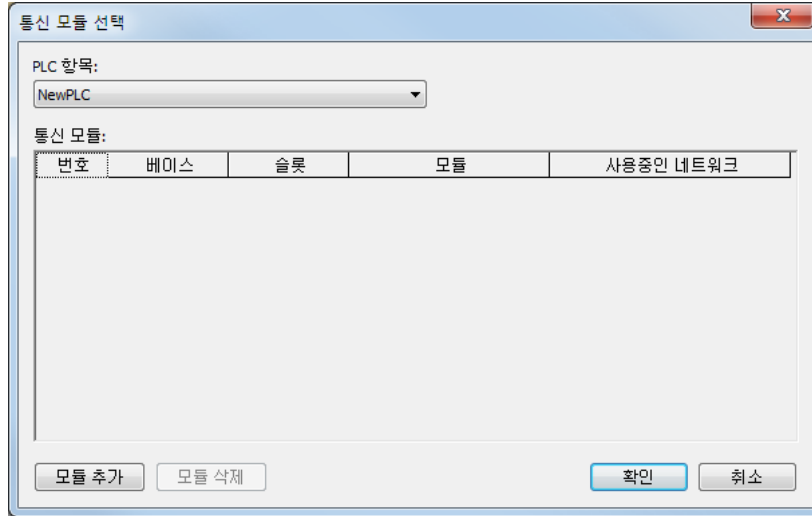 통신 모듈 선택
PLC 항목:
NewPLC
통신 모듈:
번호 베이스 슬롯 모듈 사용중인 네트워크
모듈 추가 모듈 삭제 확인 취소